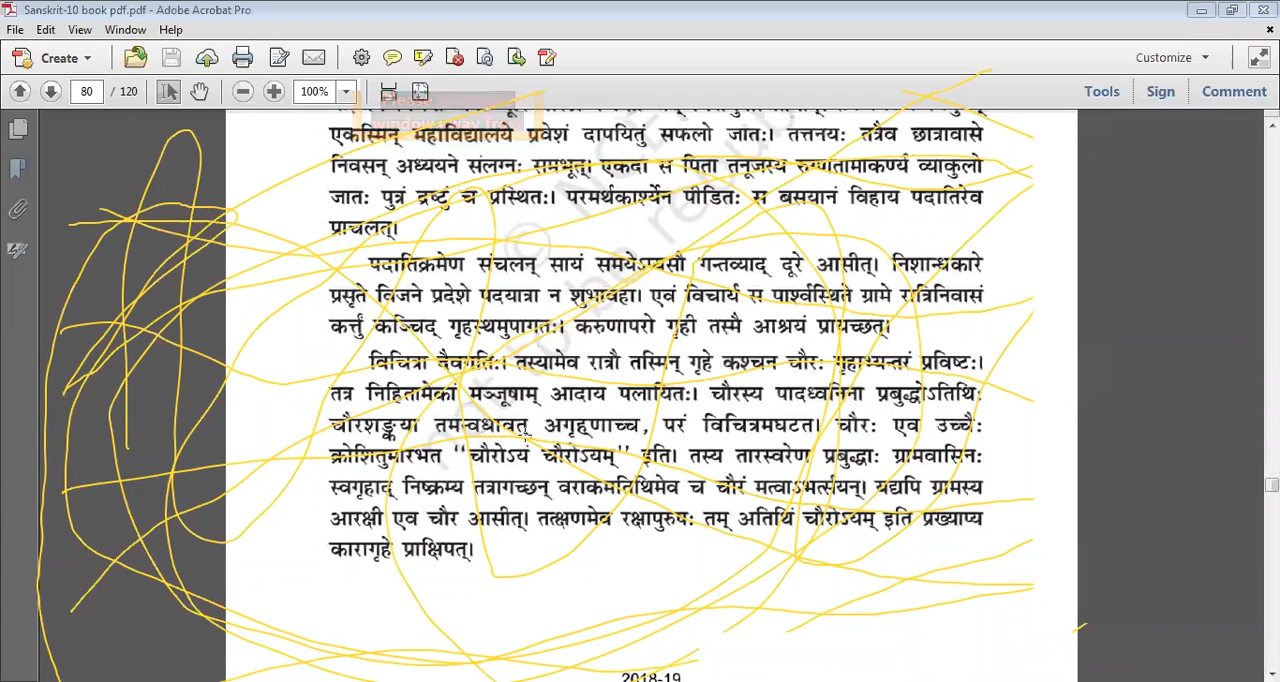 Sanskrit-10 book pdf.pdf - Adobe Acrobat Pro
File Edit View Window Help
Create Customize
80 / 120 100% Tools Sign Comment
एकस्मिन् महाविद्यालये प्रवेशं दापयितुं सफलो जातः। तत्तनयः तत्रैव छात्रावासे
निवसन् अध्ययने संलग्नः समभूत्। एकदा स पिता तनूजस्य रुग्णतामाकर्ण्य व्याकुलो
जातः पुत्रं द्रष्टुं च प्रस्थितः। परमर्थकार्श्येन पीडितः स बसयानं विहाय पदातिरेव
प्राचलत्।
पदातिक्रमेण संचलन् सायं समयेऽप्यसौ गन्तव्याद् दूरे आसीत्। निशान्धकारे
प्रसृते विजने प्रदेशे पदयात्रा न शुभावहा। एवं विचार्य स पार्श्वस्थिते ग्रामे रात्रिनिवासं
कर्त्तुं कञ्चिद् गृहस्थमुपागतः। करुणापरो गृही तस्मै आश्रयं प्रायच्छत्।
विचित्रा दैवगतिः। तस्यामेव रात्रौ तस्मिन् गृहे कश्चन चौरः गृहाभ्यन्तरं प्रविष्टः।
तत्र निहितामेकां मञ्जूषाम् आदाय पलायितः। चौरस्य पादध्वनिना प्रबुद्धोऽतिथिः
चौरशङ्कया तमन्वधावत् अगृह्णाच्च, परं विचित्रमघटत। चौरः एव उच्चैः
क्रोशितुमारभत "चौरोऽयं चौरोऽयम्" इति। तस्य तारस्वरेण प्रबुद्धाः ग्रामवासिनः
स्वगृहाद् निष्क्रम्य तत्रागच्छन् वराकमतिथिमेव च चौरं मत्वाऽभर्त्सयन्। यद्यपि ग्रामस्य
आरक्षी एव चौर आसीत्। तत्क्षणमेव रक्षापुरुषः तम् अतिथिं चौरोऽयम् इति प्रख्याप्य
कारागृहे प्राक्षिपत्।
2018-19